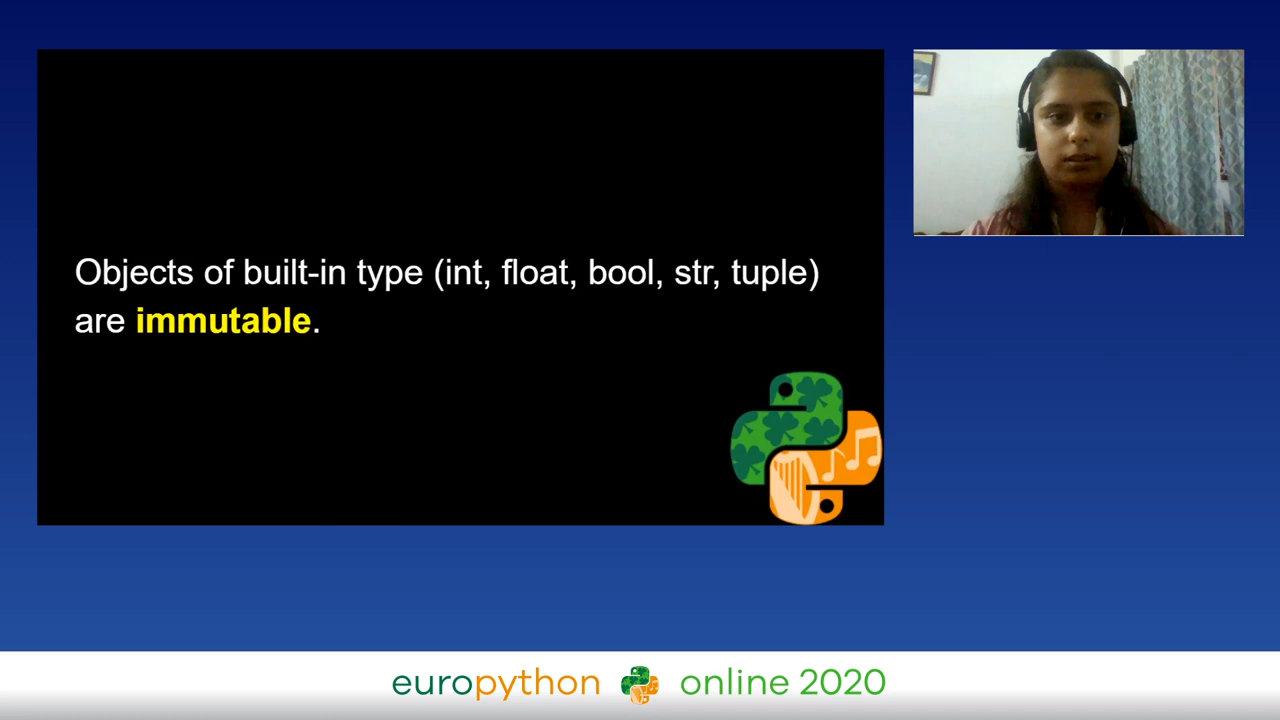 Objects of built-in type (int, float, bool, str, tuple)
are immutable.
europython online 2020